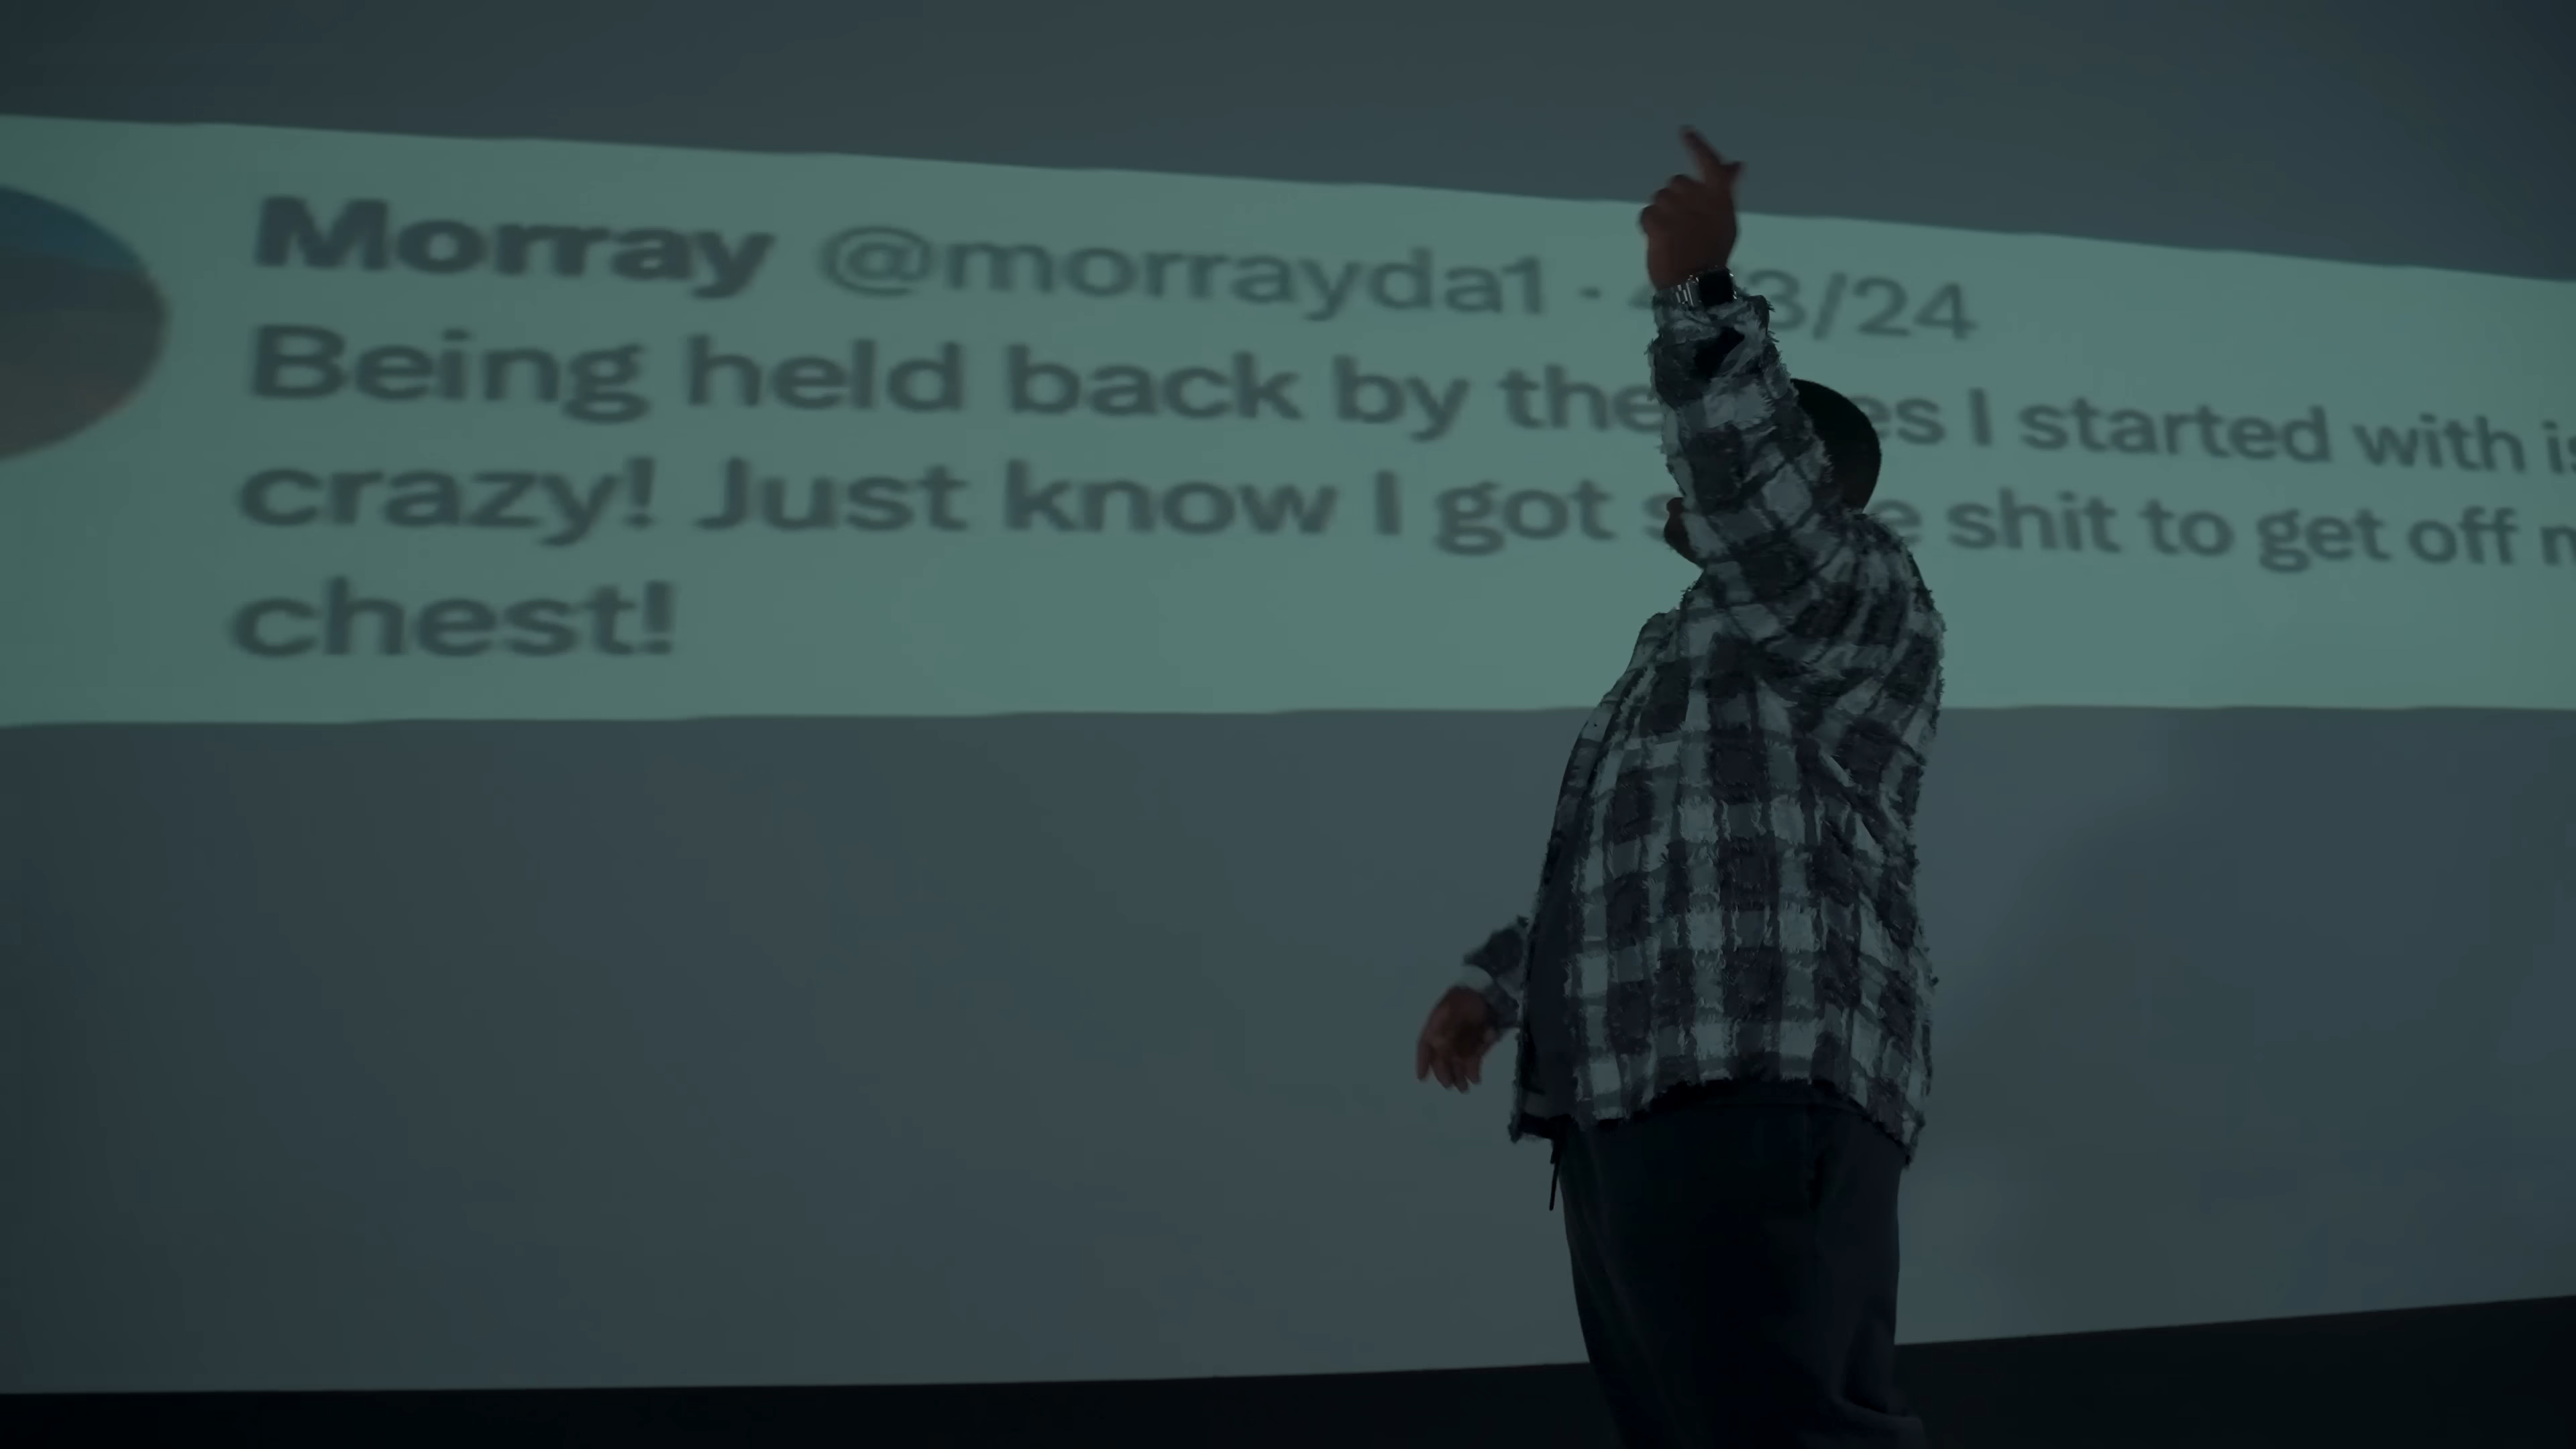 Morray @morrayda1 · 3/24
Being held back by the I started with
crazy! Just know I got shit to get off
chest!